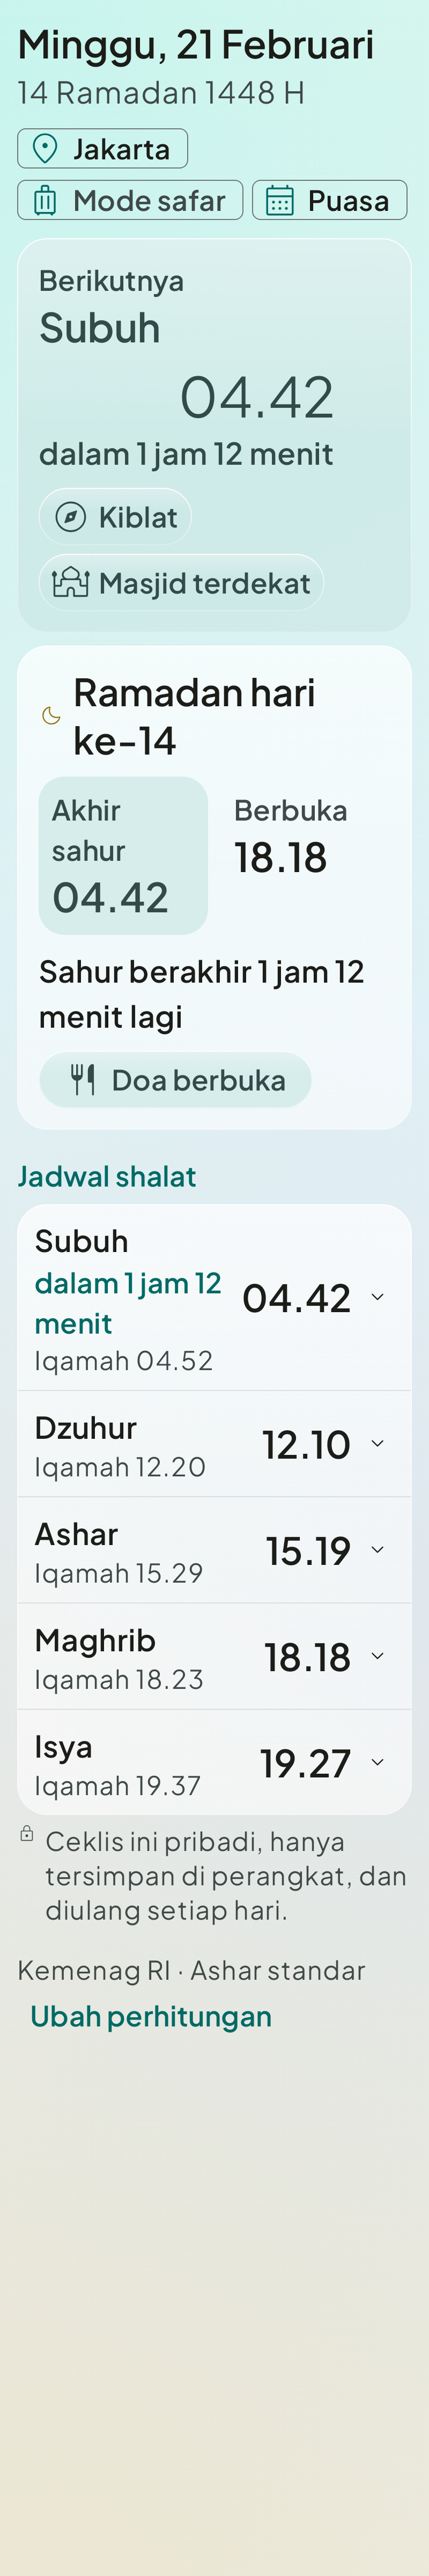 Minggu, 21 Februari
14 Ramadan 1448 H
Jakarta
Mode safar
Puasa
Berikutnya
Subuh
04.42
dalam 1 jam 12 menit
Kiblat
Masjid terdekat
Ramadan hari
ke-14
Akhir
sahur
04.42
Berbuka
18.18
Sahur berakhir 1 jam 12
menit lagi
Doa berbuka
Jadwal shalat
Subuh
dalam 1 jam 12
menit
Iqamah 04.52
04.42
Dzuhur
Iqamah 12.20
12.10
Ashar
Iqamah 15.29
15.19
Maghrib
Iqamah 18.23
18.18
Isya
Iqamah 19.37
19.27
Ceklis ini pribadi, hanya
tersimpan di perangkat, dan
diulang setiap hari.
Kemenag RI · Ashar standar
Ubah perhitungan